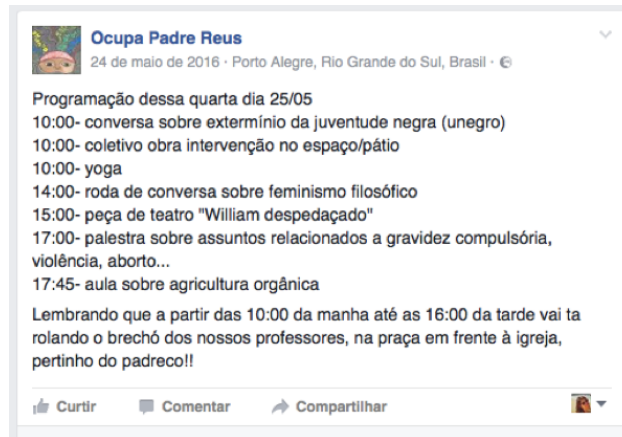 Ocupa Padre Reus
24 de maio de 2016 · Porto Alegre, Rio Grande do Sul, Brasil ·
Programação dessa quarta dia 25/05
10:00- conversa sobre extermínio da juventude negra (unegro)
10:00- coletivo obra intervenção no espaço/pátio
10:00- yoga
14:00- roda de conversa sobre feminismo filosófico
15:00- peça de teatro "William despedaçado"
17:00- palestra sobre assuntos relacionados a gravidez compulsória,
violência, aborto...
17:45- aula sobre agricultura orgânica
Lembrando que a partir das 10:00 da manha até as 16:00 da tarde vai ta
rolando o brechó dos nossos professores, na praça em frente à igreja,
pertinho do padreco!!
Curtir Comentar Compartilhar